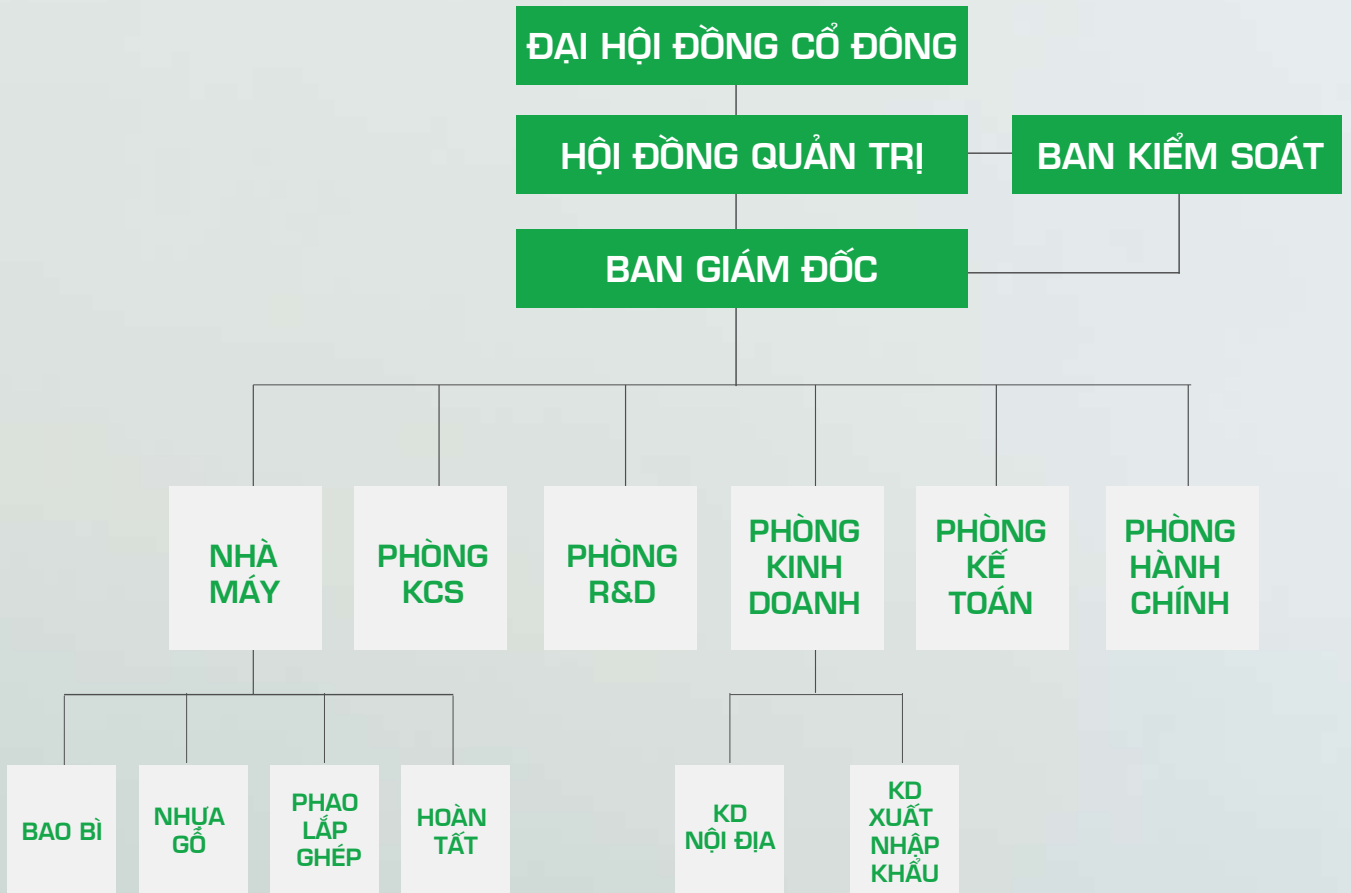 ĐẠI HỘI ĐỒNG CỔ ĐÔNG
HỘI ĐỒNG QUẢN TRỊ
BAN KIỂM SOÁT
BAN GIÁM ĐỐC
NHÀ
MÁY
PHÒNG
KCS
PHÒNG
R&D
PHÒNG
KINH
DOANH
PHÒNG
KẾ
TOÁN
PHÒNG
HÀNH
CHÍNH
BAO BÌ
NHỰA
GỖ
PHAO
LẮP
GHÉP
HOÀN
TẤT
KD
NỘI ĐỊA
KD
XUẤT
NHẬP
KHẨU